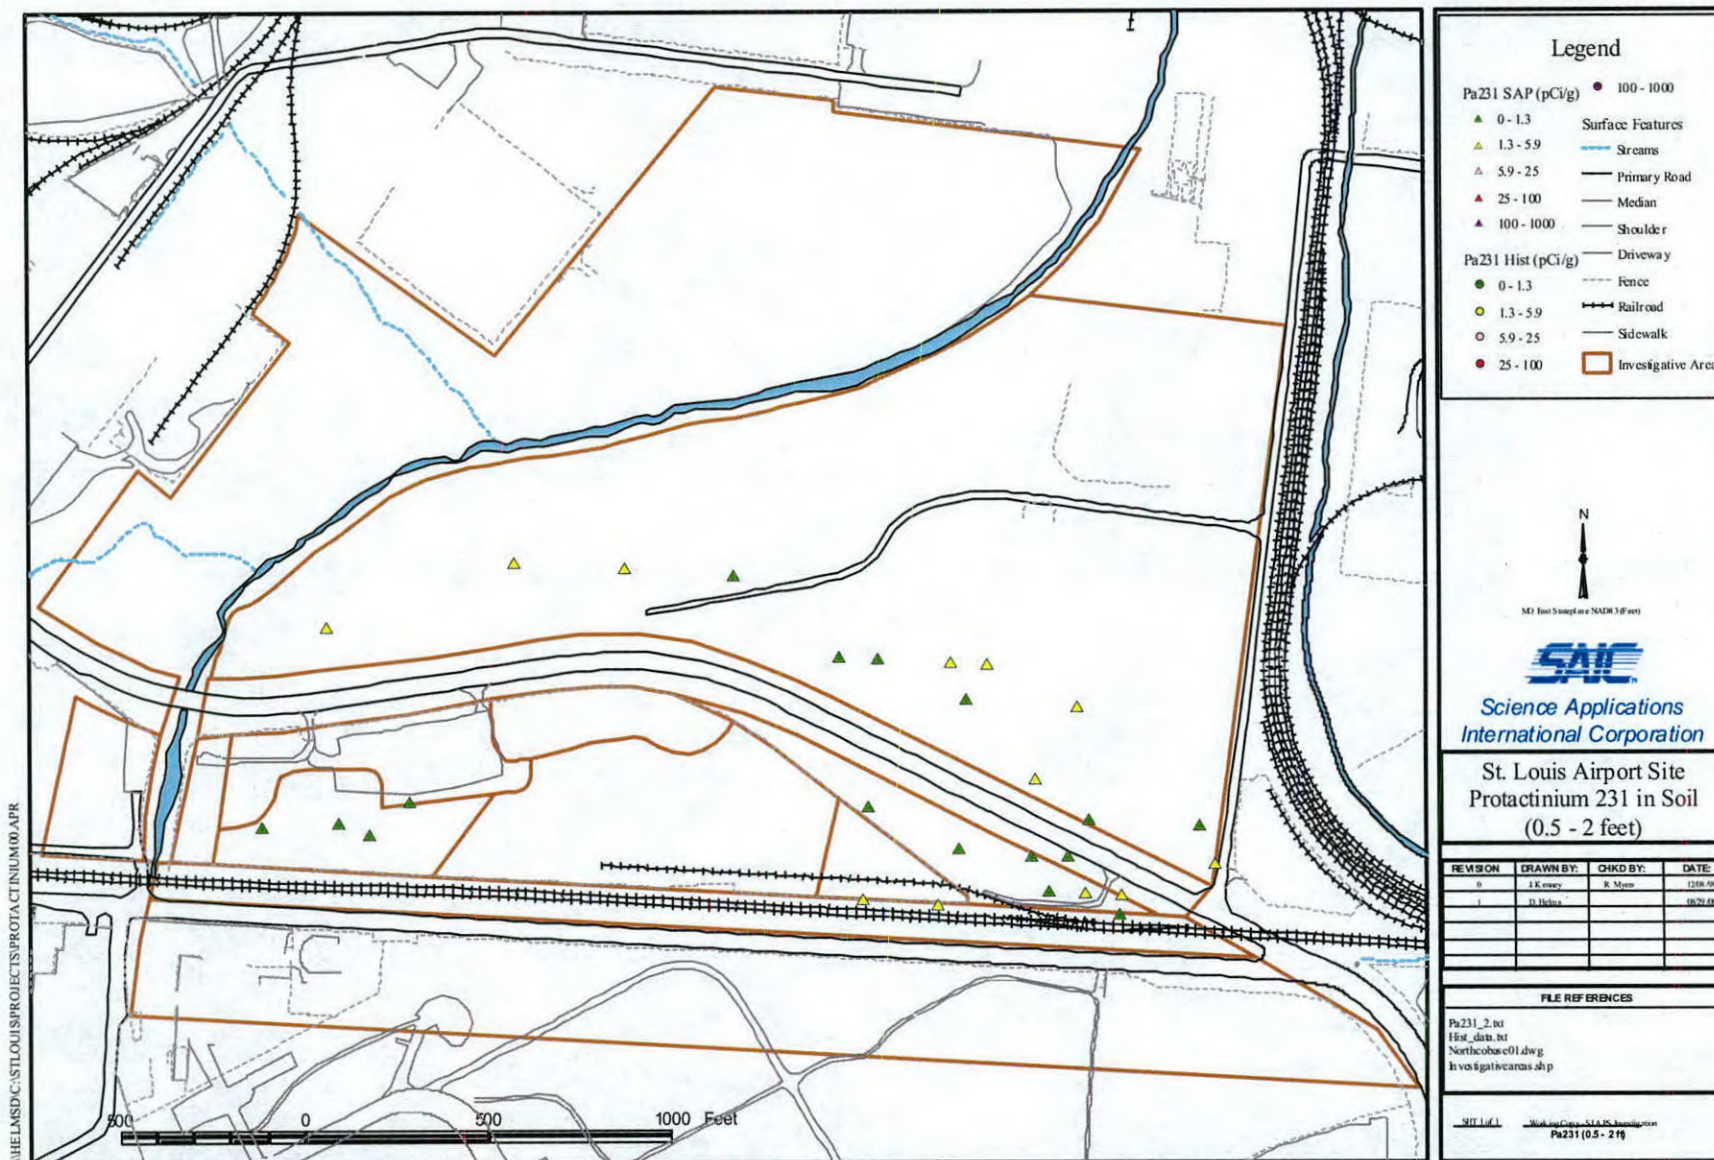 Legend
Pa231 SAP (pCi/g)
0 - 1.3
1.3 - 5.9
5.9 - 25
25 - 100
100 - 1000
Pa231 Hist (pCi/g)
0 - 1.3
1.3 - 5.9
5.9 - 25
25 - 100
100 - 1000
Surface Features
Streams
Primary Road
Median
Shoulder
Driveway
Fence
Railroad
Sidewalk
Investigative Area
N
SAIC
Science Applications
International Corporation
St. Louis Airport Site
Protactinium 231 in Soil
(0.5 - 2 feet)
REVISION DRAWN BY: CHKD BY: DATE:
0 J.Kenney R. Myers
1
FILE REFERENCES
Pa231_2.txt
Hist_data.txt
Northcobase01.dwg
Investigativeareas.shp
SHT 1 of 1
Pa231 (0.5 - 2 ft)
500 0 500 1000 Feet